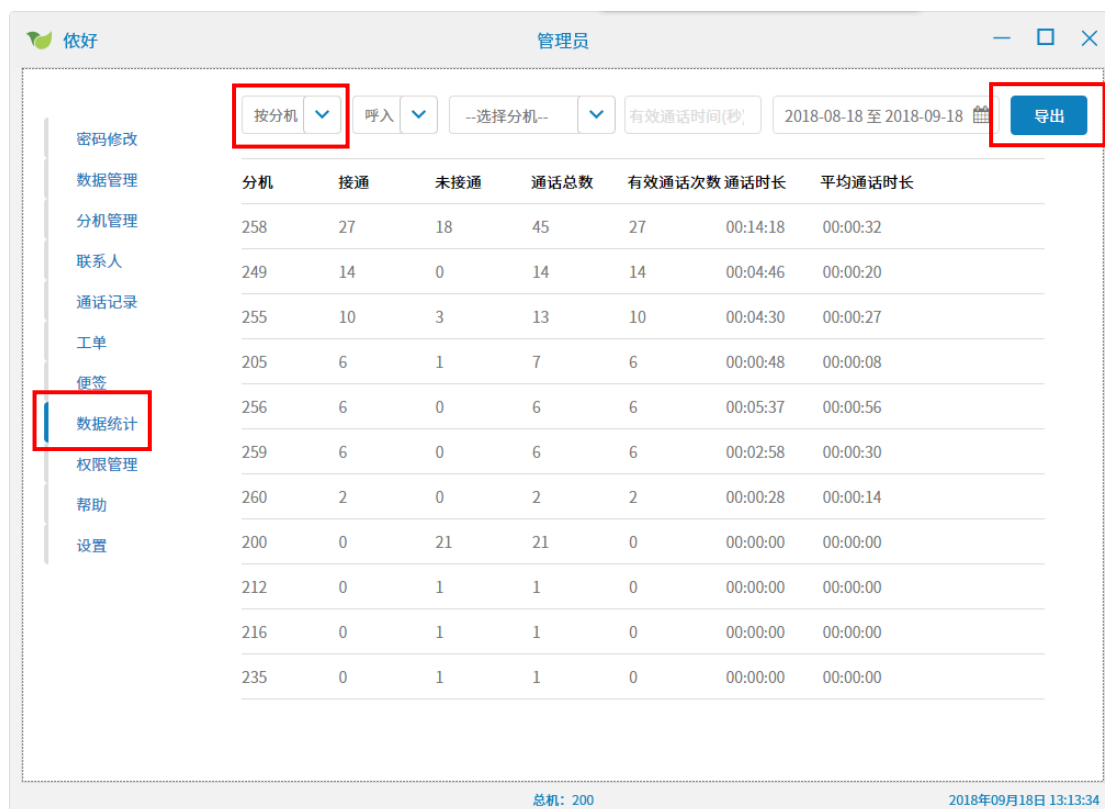 侬好
管理员
按分机 呼入 --选择分机-- 有效通话时间(秒) 2018-08-18 至 2018-09-18 导出
密码修改
数据管理
分机管理
联系人
通话记录
工单
便签
数据统计
权限管理
帮助
设置
分机 接通 未接通 通话总数 有效通话次数 通话时长 平均通话时长
258 27 18 45 27 00:14:18 00:00:32
249 14 0 14 14 00:04:46 00:00:20
255 10 3 13 10 00:04:30 00:00:27
205 6 1 7 6 00:00:48 00:00:08
256 6 0 6 6 00:05:37 00:00:56
259 6 0 6 6 00:02:58 00:00:30
260 2 0 2 2 00:00:28 00:00:14
200 0 21 21 0 00:00:00 00:00:00
212 0 1 1 0 00:00:00 00:00:00
216 0 1 1 0 00:00:00 00:00:00
235 0 1 1 0 00:00:00 00:00:00
总机: 200
2018年09月18日 13:13:34